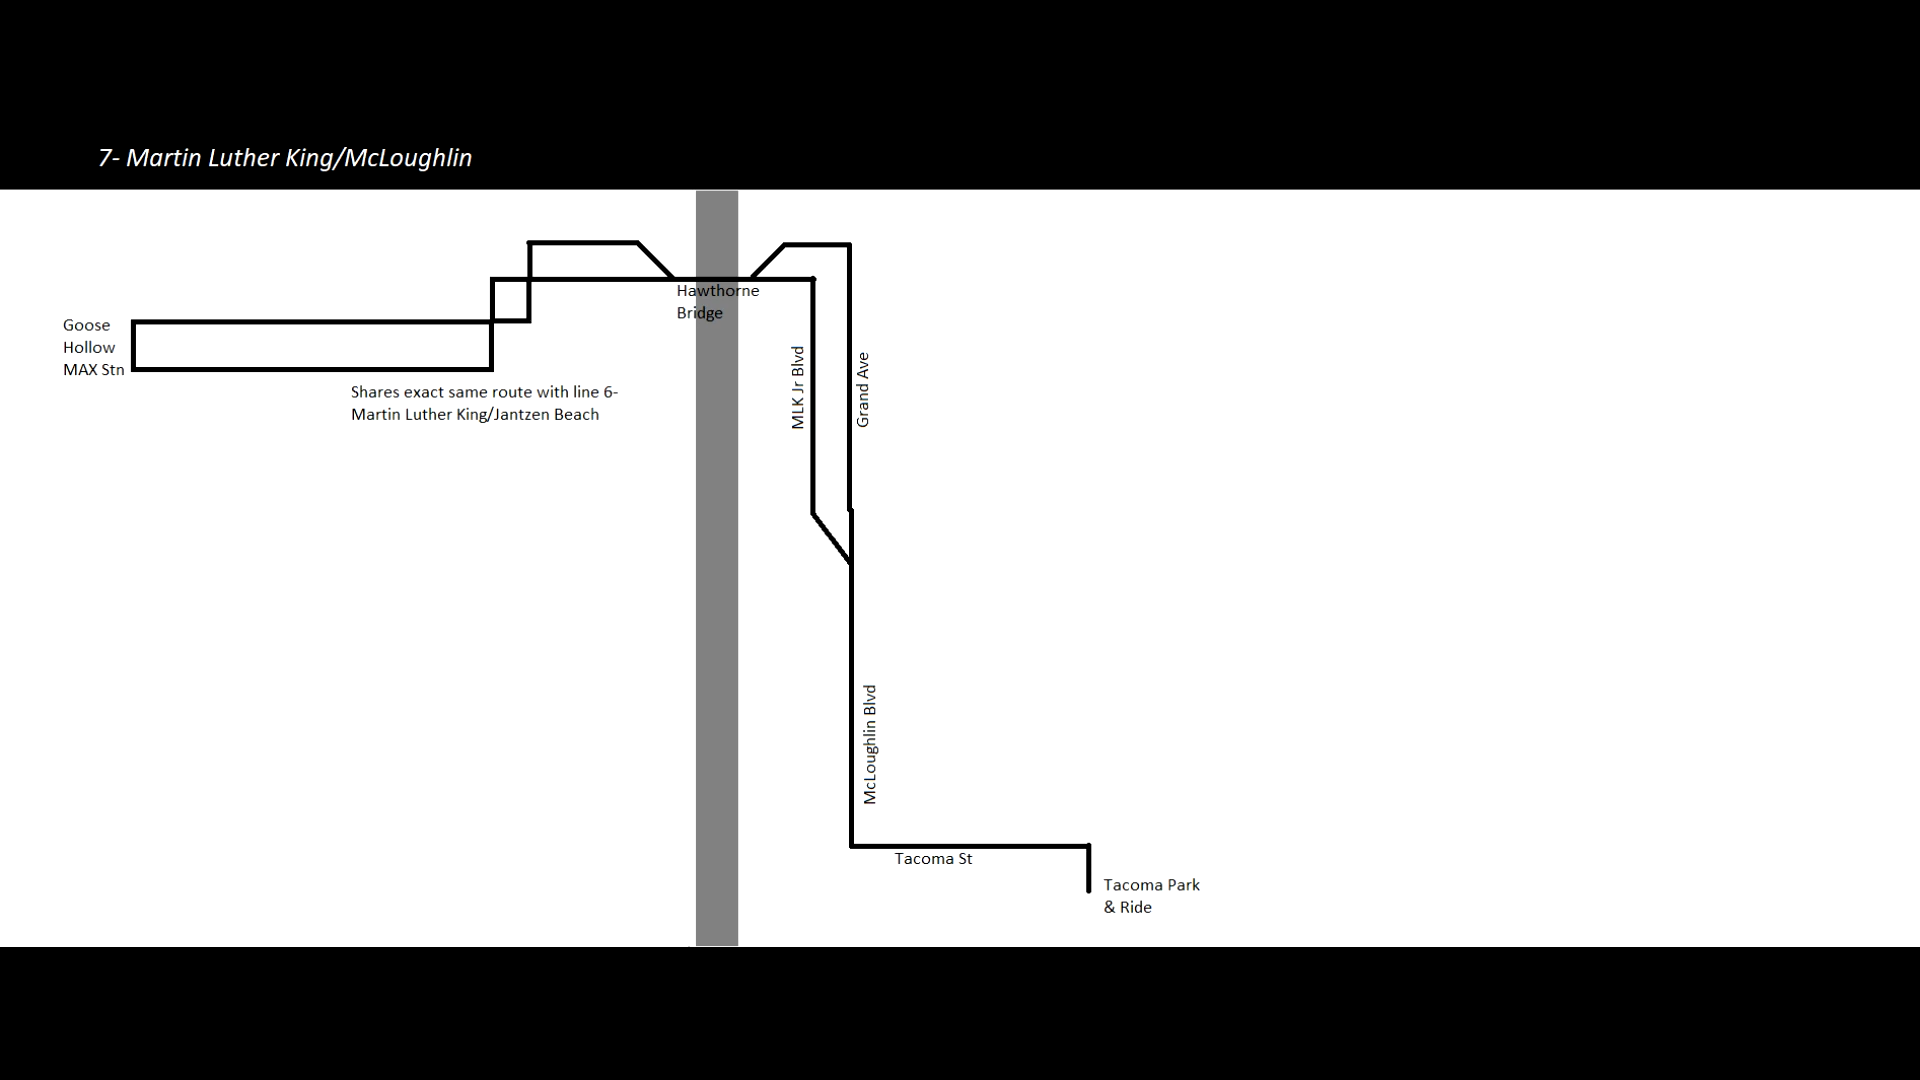 7- Martin Luther King/McLoughlin
Hawthorne
Bridge
Goose
Hollow
MAX Stn
Shares exact same route with line 6-
Martin Luther King/Jantzen Beach
MLK Jr Blvd
Grand Ave
McLoughlin Blvd
Tacoma St
Tacoma Park
& Ride